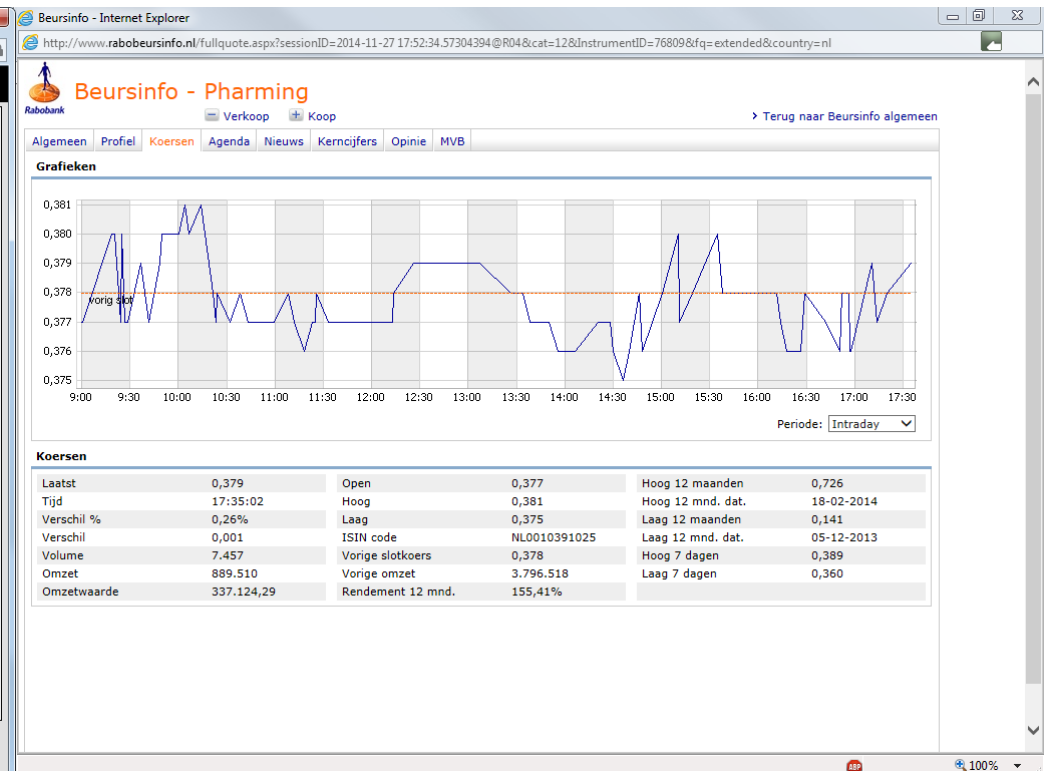 Beursinfo - Internet Explorer
http://www.rabobeursinfo.nl/fullquote.aspx?sessionID=2014-11-27 17:52:34.57304394@R04&cat=12&InstrumentID=76809&fq=extended&country=nl
Rabobank
Beursinfo - Pharming
Verkoop Koop
> Terug naar Beursinfo algemeen
Algemeen Profiel Koersen Agenda Nieuws Kerncijfers Opinie MVB
Grafieken
0,381
0,380
0,379
0,378
vorig slot
0,377
0,376
0,375
9:00 9:30 10:00 10:30 11:00 11:30 12:00 12:30 13:00 13:30 14:00 14:30 15:00 15:30 16:00 16:30 17:00 17:30
Periode: Intraday
Koersen
Laatst 0,379 Open 0,377 Hoog 12 maanden 0,726
Tijd 17:35:02 Hoog 0,381 Hoog 12 mnd. dat. 18-02-2014
Verschil % 0,26% Laag 0,375 Laag 12 maanden 0,141
Verschil 0,001 ISIN code NL0010391025 Laag 12 mnd. dat. 05-12-2013
Volume 7.457 Vorige slotkoers 0,378 Hoog 7 dagen 0,389
Omzet 889.510 Vorige omzet 3.796.518 Laag 7 dagen 0,360
Omzetwaarde 337.124,29 Rendement 12 mnd. 155,41%
ABP
100%